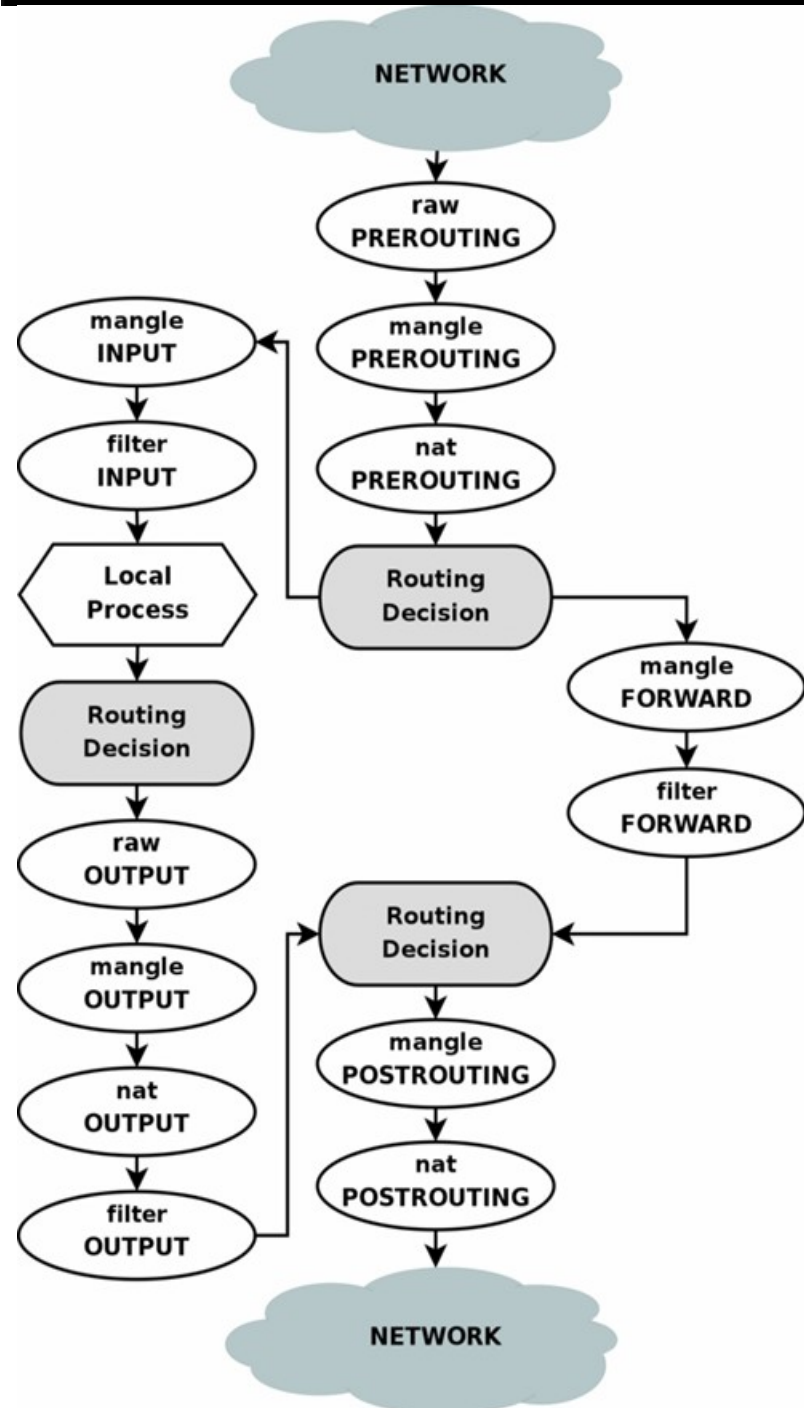 NETWORK
raw
PREROUTING
mangle
PREROUTING
nat
PREROUTING
Routing
Decision
mangle
INPUT
filter
INPUT
Local
Process
Routing
Decision
raw
OUTPUT
mangle
OUTPUT
nat
OUTPUT
filter
OUTPUT
mangle
FORWARD
filter
FORWARD
Routing
Decision
mangle
POSTROUTING
nat
POSTROUTING
NETWORK